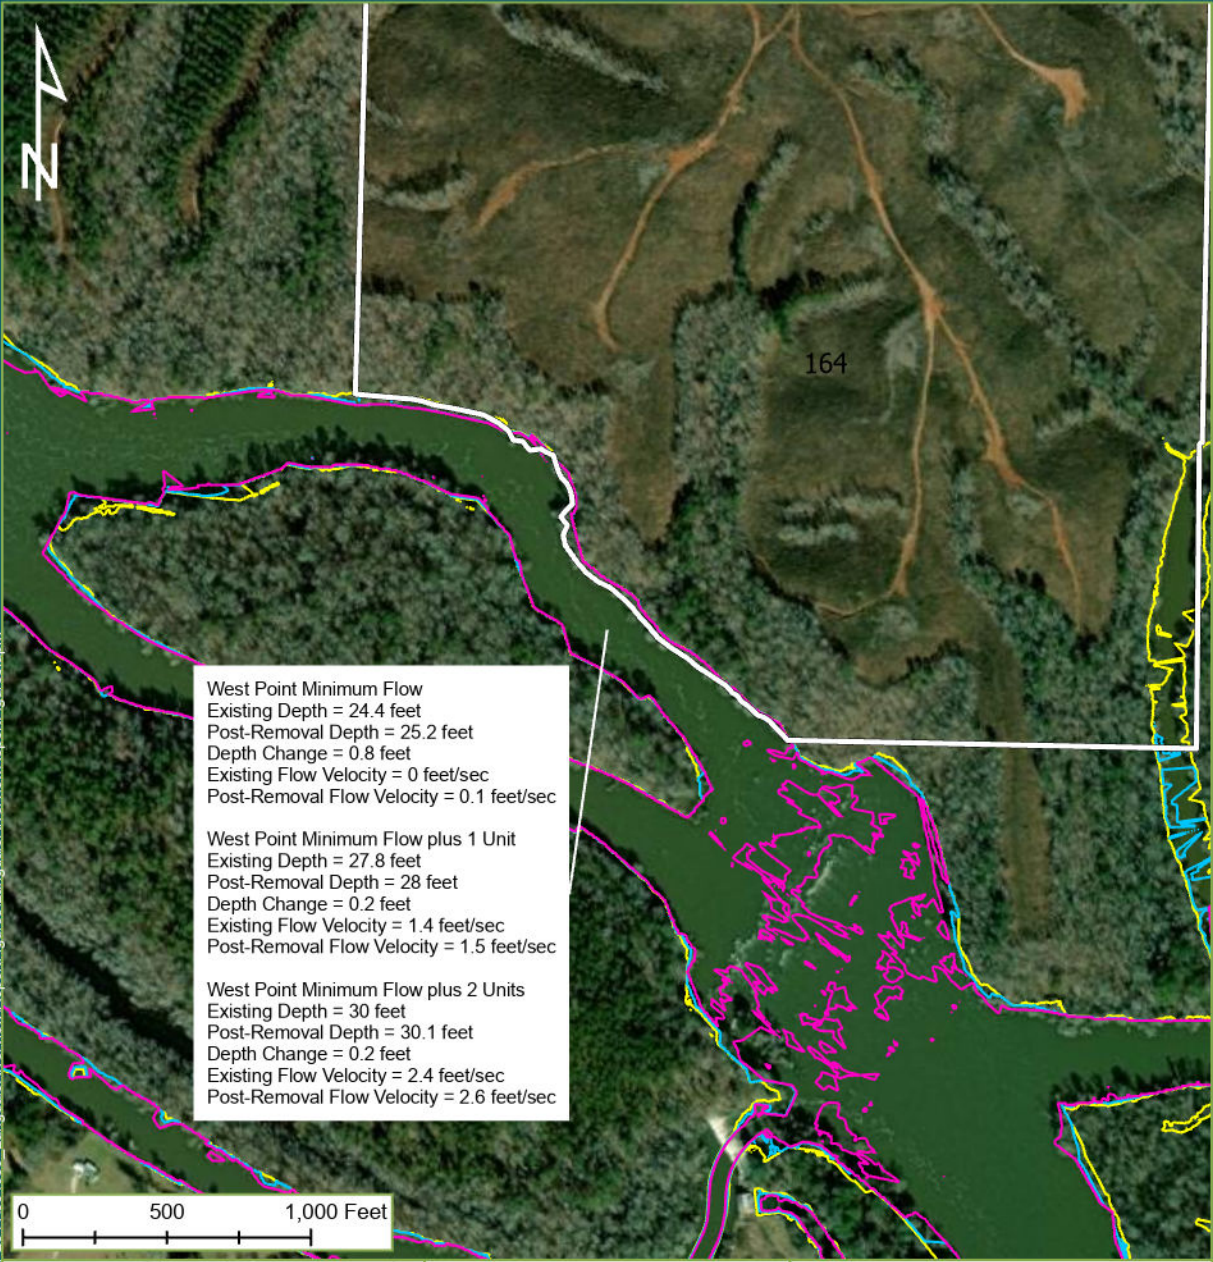 N
164
West Point Minimum Flow
Existing Depth = 24.4 feet
Post-Removal Depth = 25.2 feet
Depth Change = 0.8 feet
Existing Flow Velocity = 0 feet/sec
Post-Removal Flow Velocity = 0.1 feet/sec
West Point Minimum Flow plus 1 Unit
Existing Depth = 27.8 feet
Post-Removal Depth = 28 feet
Depth Change = 0.2 feet
Existing Flow Velocity = 1.4 feet/sec
Post-Removal Flow Velocity = 1.5 feet/sec
West Point Minimum Flow plus 2 Units
Existing Depth = 30 feet
Post-Removal Depth = 30.1 feet
Depth Change = 0.2 feet
Existing Flow Velocity = 2.4 feet/sec
Post-Removal Flow Velocity = 2.6 feet/sec
0 500 1,000 Feet